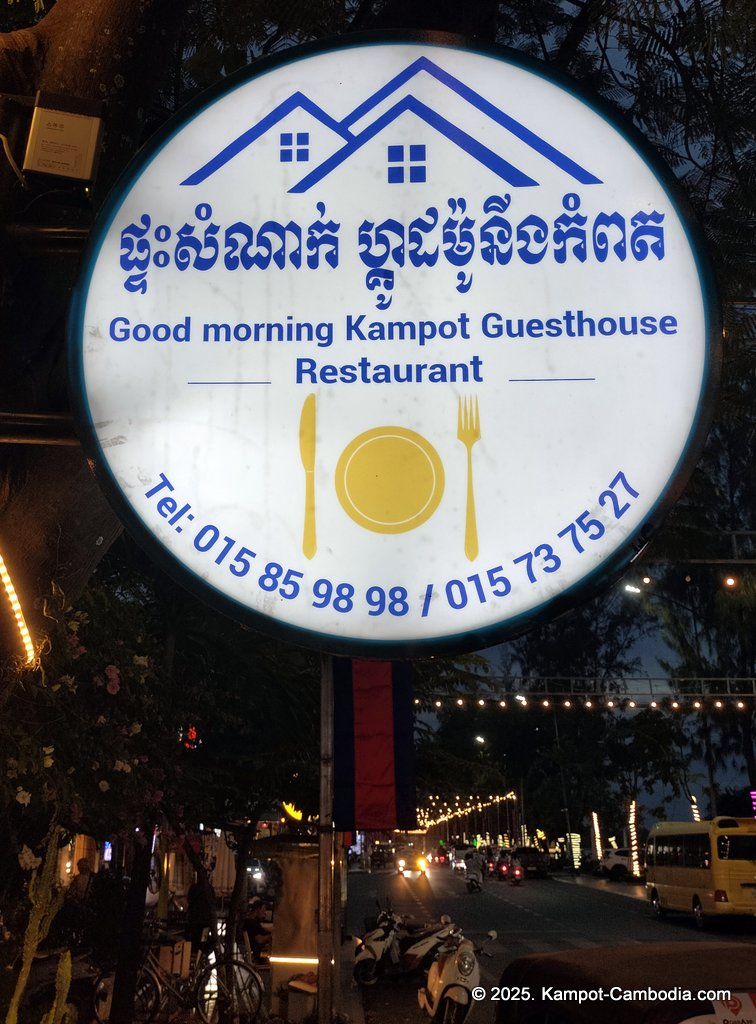 ផ្ទះសំណាក់ ហ្គូដម៉ូនីងកំពត
Good morning Kampot Guesthouse
Restaurant
Tel: 015 85 98 98 / 015 73 75 27
© 2025. Kampot-Cambodia.com